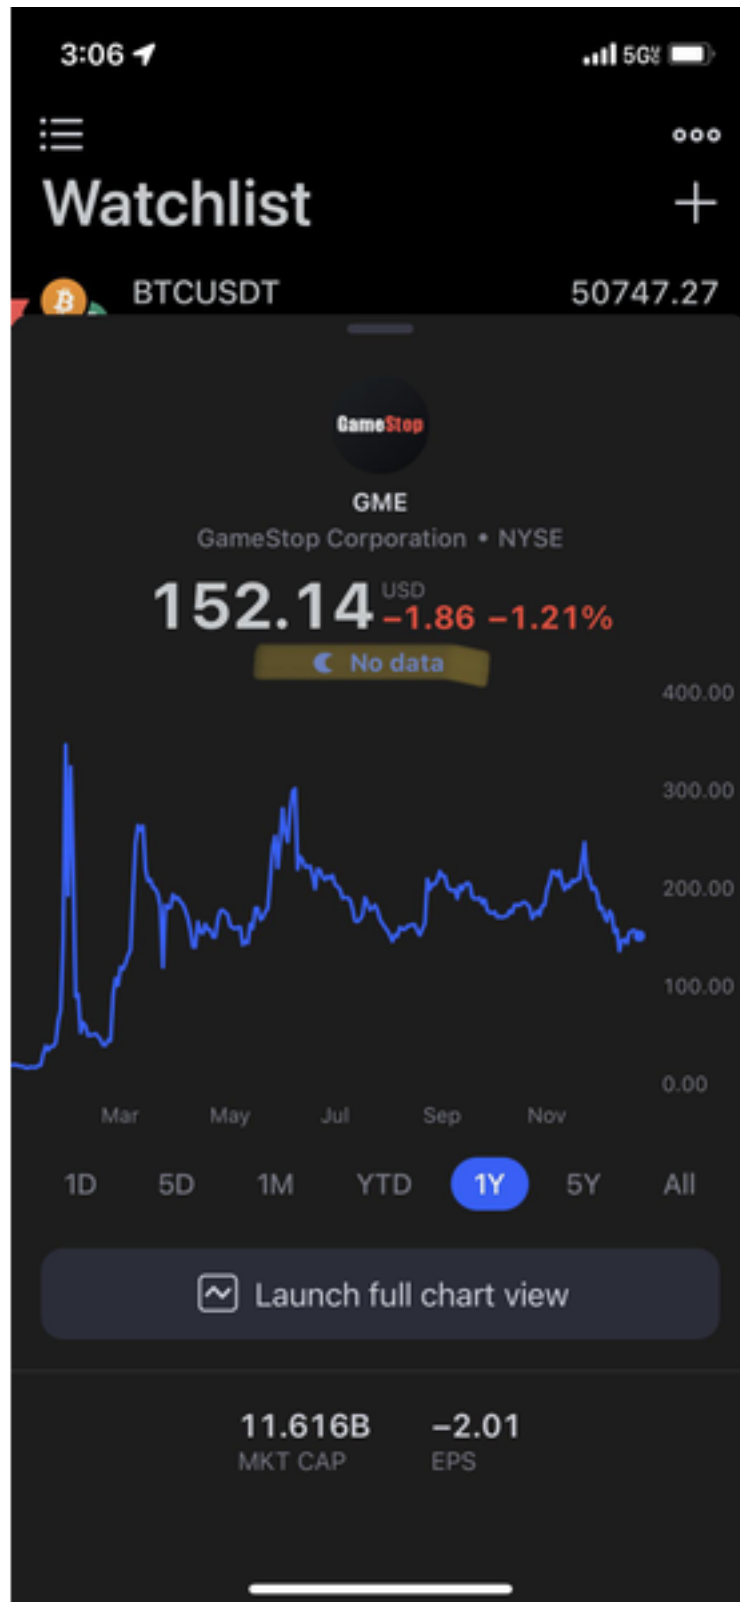 3:06 5G
Watchlist
BTCUSDT 50747.27
GameStop
GME
GameStop Corporation • NYSE
152.14 USD −1.86 −1.21%
No data
400.00
300.00
200.00
100.00
0.00
Mar May Jul Sep Nov
1D 5D 1M YTD 1Y 5Y All
Launch full chart view
11.616B −2.01
MKT CAP EPS